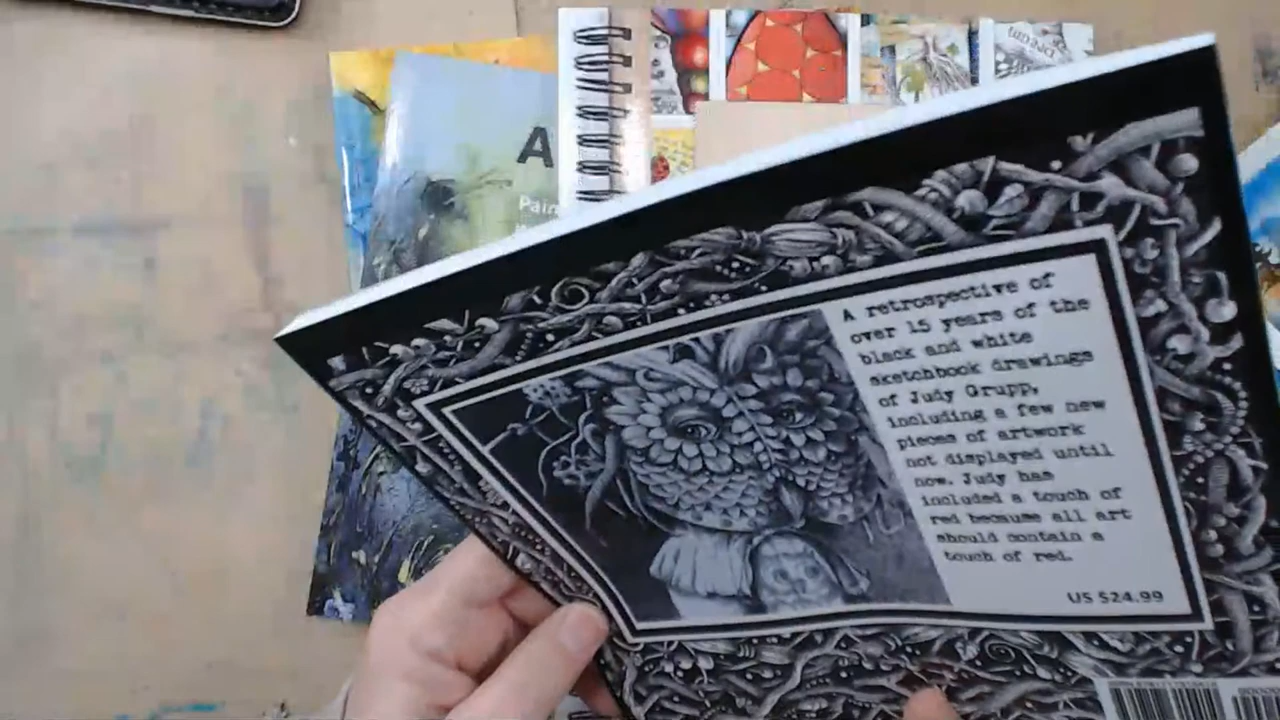 DREAM
A
Pain
A retrospective of
over 15 years of the
black and white
sketchbook drawings
of Judy Grupp,
including a few new
pieces of artwork
not displayed until
now. Judy has
included a touch of
red because all art
should contain a
touch of red.
US $24.99